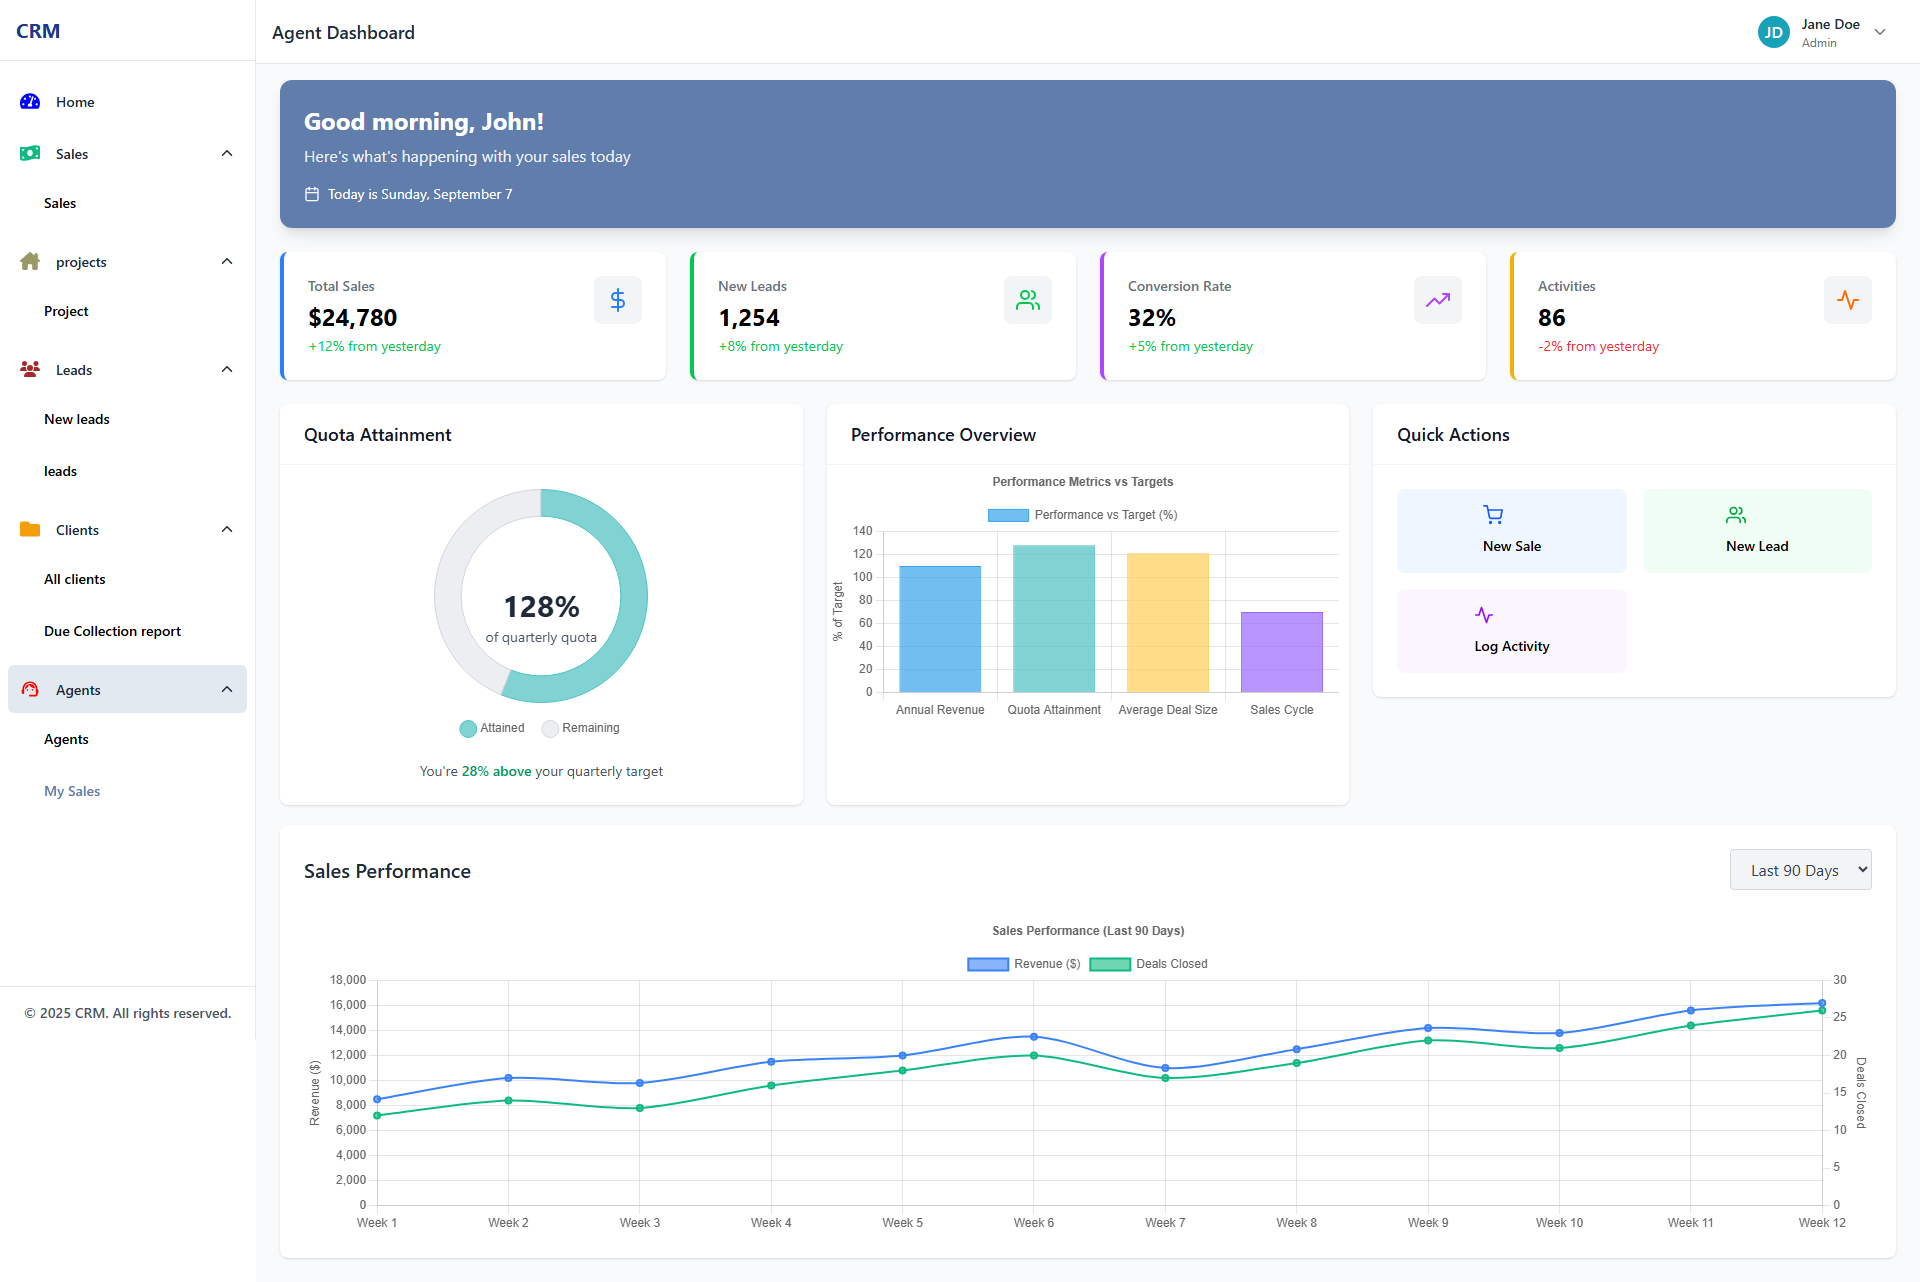 CRM
Agent Dashboard
JD
Jane Doe
Admin
Home
Sales
Sales
projects
Project
Leads
New leads
leads
Clients
All clients
Due Collection report
Agents
Agents
My Sales
© 2025 CRM. All rights reserved.
Good morning, John!
Here's what's happening with your sales today
Today is Sunday, September 7
Total Sales
$24,780
+12% from yesterday
New Leads
1,254
+8% from yesterday
Conversion Rate
32%
+5% from yesterday
Activities
86
-2% from yesterday
Quota Attainment
128%
of quarterly quota
Attained
Remaining
You're 28% above your quarterly target
Performance Overview
Performance Metrics vs Targets
Performance vs Target (%)
% of Target
140
120
100
80
60
40
20
0
Annual Revenue
Quota Attainment
Average Deal Size
Sales Cycle
Quick Actions
New Sale
New Lead
Log Activity
Sales Performance
Last 90 Days
Sales Performance (Last 90 Days)
Revenue ($)
Deals Closed
Revenue ($)
18,000
16,000
14,000
12,000
10,000
8,000
6,000
4,000
2,000
0
30
25
20
15
10
5
0
Deals Closed
Week 1
Week 2
Week 3
Week 4
Week 5
Week 6
Week 7
Week 8
Week 9
Week 10
Week 11
Week 12